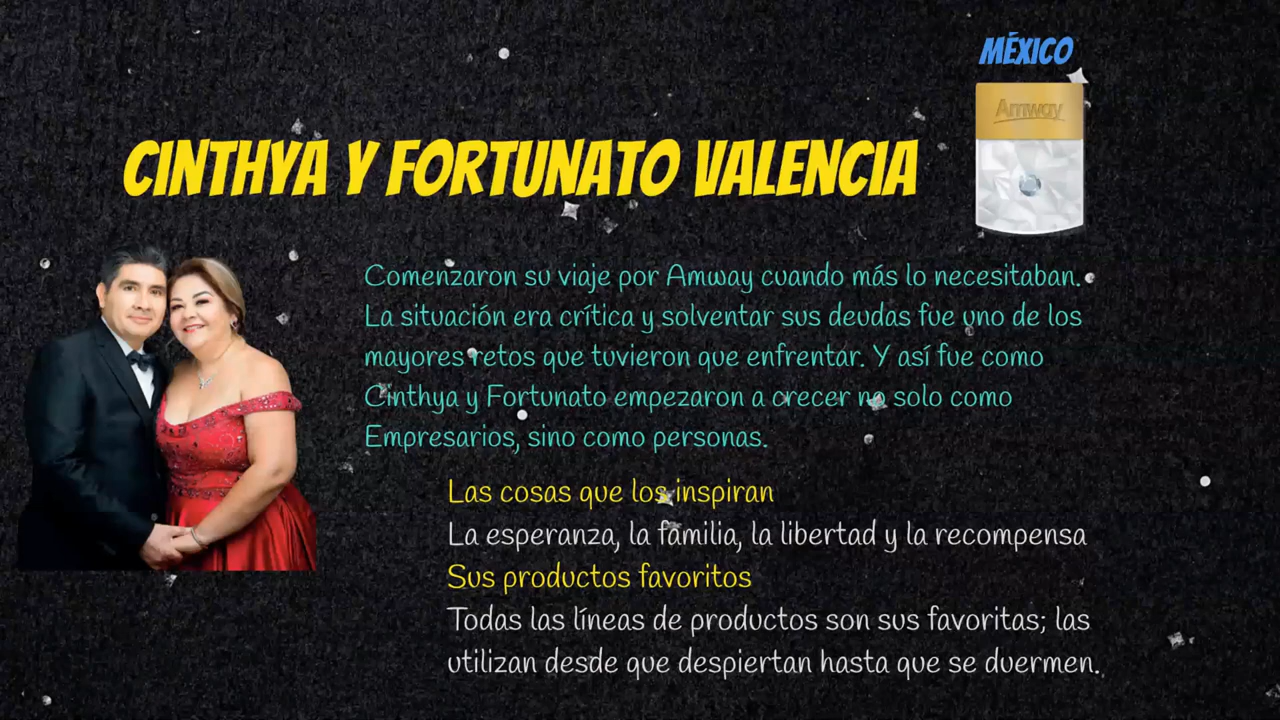 MÉXICO
Amway
CINTHYA Y FORTUNATO VALENCIA
Comenzaron su viaje por Amway cuando más lo necesitaban.
La situación era crítica y solventar sus deudas fue uno de los
mayores retos que tuvieron que enfrentar. Y así fue como
Cinthya y Fortunato empezaron a crecer no solo como
Empresarios, sino como personas.
Las cosas que los inspiran
La esperanza, la familia, la libertad y la recompensa
Sus productos favoritos
Todas las líneas de productos son sus favoritas; las
utilizan desde que despiertan hasta que se duermen.